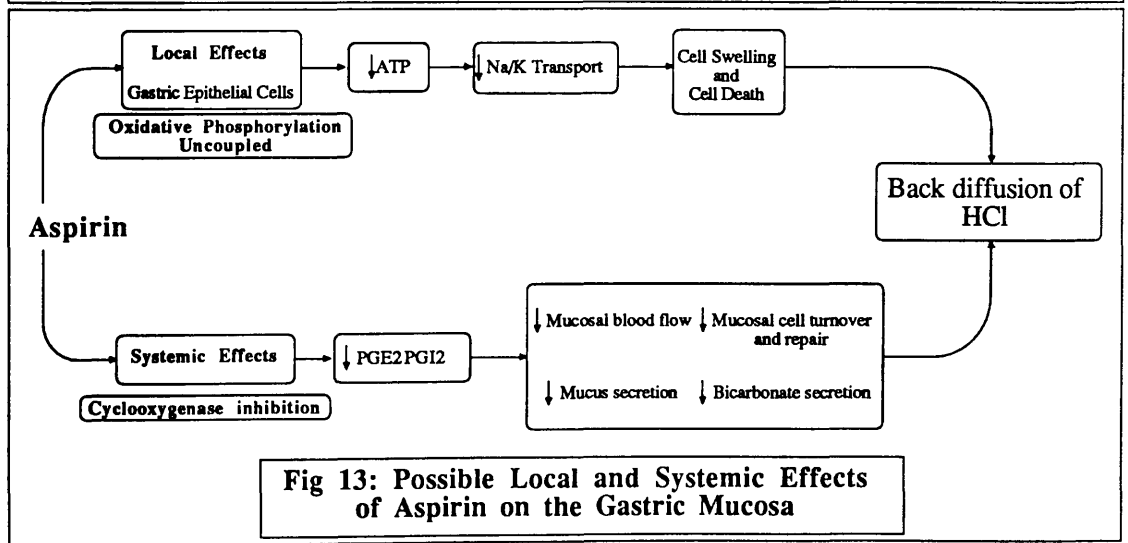 Local Effects
Gastric Epithelial Cells
Oxidative Phosphorylation
Uncoupled
↓ATP
↓Na/K Transport
Cell Swelling
and
Cell Death
Back diffusion of
HCl
Aspirin
Systemic Effects
Cyclooxygenase inhibition
↓ PGE2PGI2
↓ Mucosal blood flow
↓ Mucosal cell turnover
and repair
↓ Mucus secretion
↓ Bicarbonate secretion
Fig 13: Possible Local and Systemic Effects
of Aspirin on the Gastric Mucosa